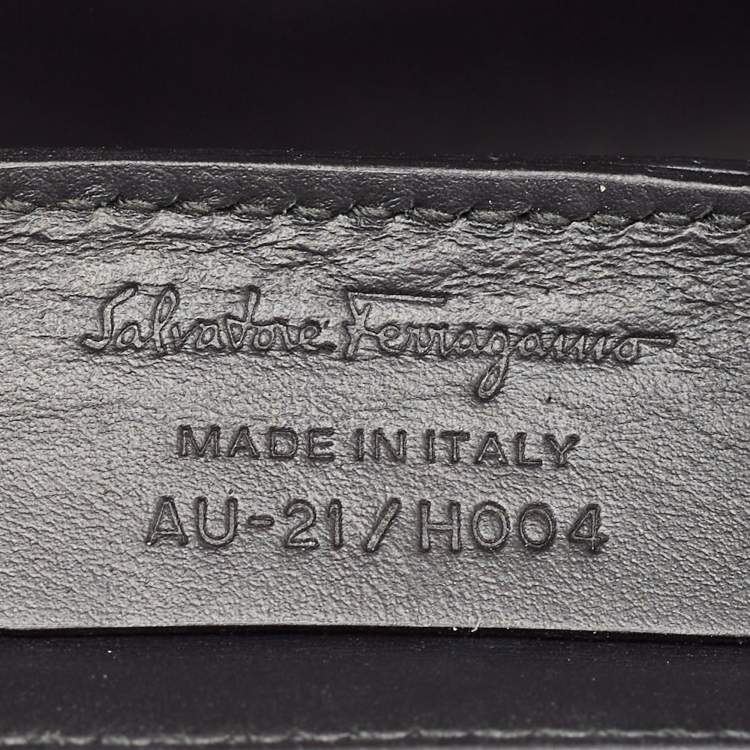 Salvatore Ferragamo
MADE IN ITALY
AU-21/H004